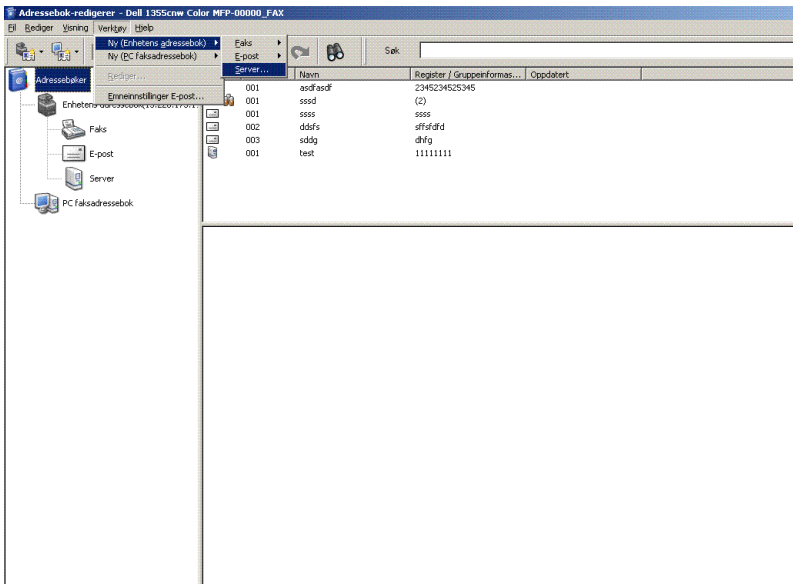 Adressebok-redigerer - Dell 1355cnw Color MFP-00000_FAX
Fil Rediger Visning Verktøy Hjelp
Ny (Enhetens adressebok)
Ny (PC faksadressebok)
Rediger...
Emneinnstillinger E-post...
Faks
E-post
Server...
Søk
Adressebøker
Faks
E-post
Server
PC faksadressebok
Navn Register / Gruppeinformas... Oppdatert
001 asdfasdf 2345234525345
001 sssd (2)
001 ssss ssss
002 ddsfs sffsfdfd
003 sddg dhfg
001 test 11111111